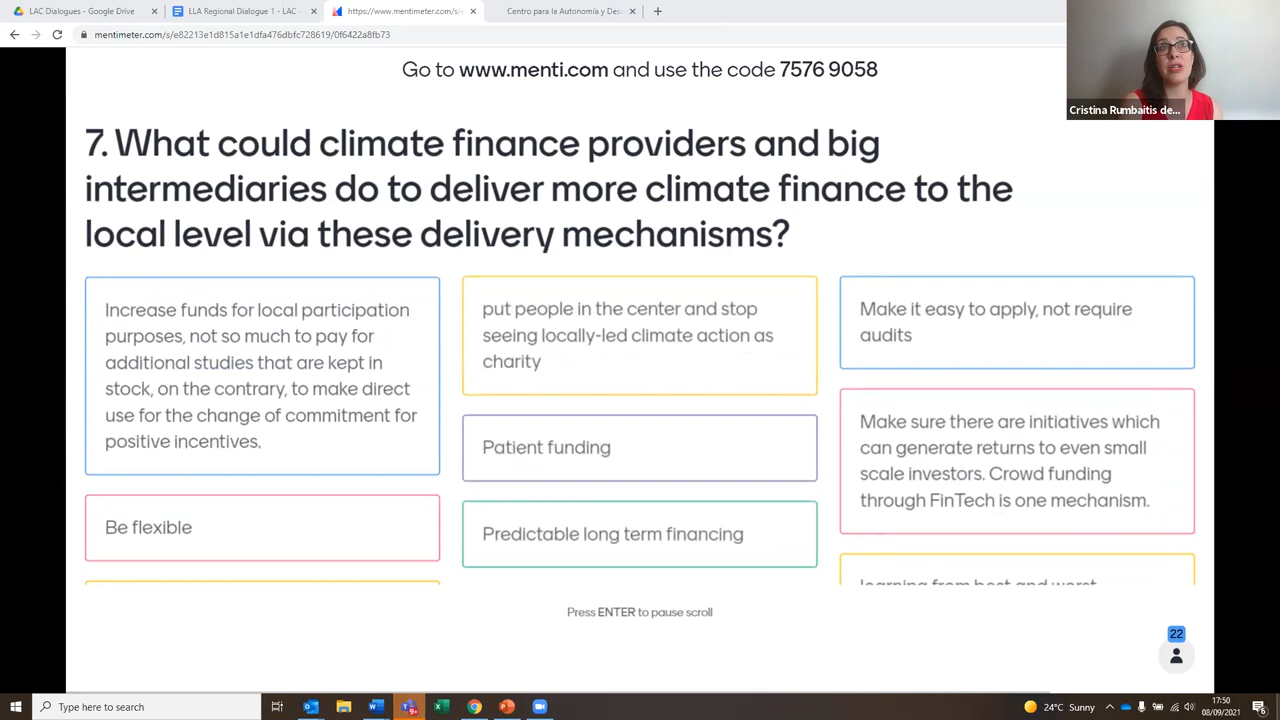 LAC Dialogues - Google Drive
LLA Regional Dialogue 1 - LAC -
https://www.mentimeter.com/s/e
Centro para la Autonomía y Des
mentimeter.com/s/e82213e1d815a1e1dfa476dbfc728619/0f6422a8fb73
Go to www.menti.com and use the code 7576 9058
Cristina Rumbaitis de...
7. What could climate finance providers and big
intermediaries do to deliver more climate finance to the
local level via these delivery mechanisms?
Increase funds for local participation
purposes, not so much to pay for
additional studies that are kept in
stock, on the contrary, to make direct
use for the change of commitment for
positive incentives.
Be flexible
put people in the center and stop
seeing locally-led climate action as
charity
Patient funding
Predictable long term financing
Make it easy to apply, not require
audits
Make sure there are initiatives which
can generate returns to even small
scale investors. Crowd funding
through FinTech is one mechanism.
learning from best and worst
Press ENTER to pause scroll
22
Type here to search
24°C Sunny
17:50
08/09/2021